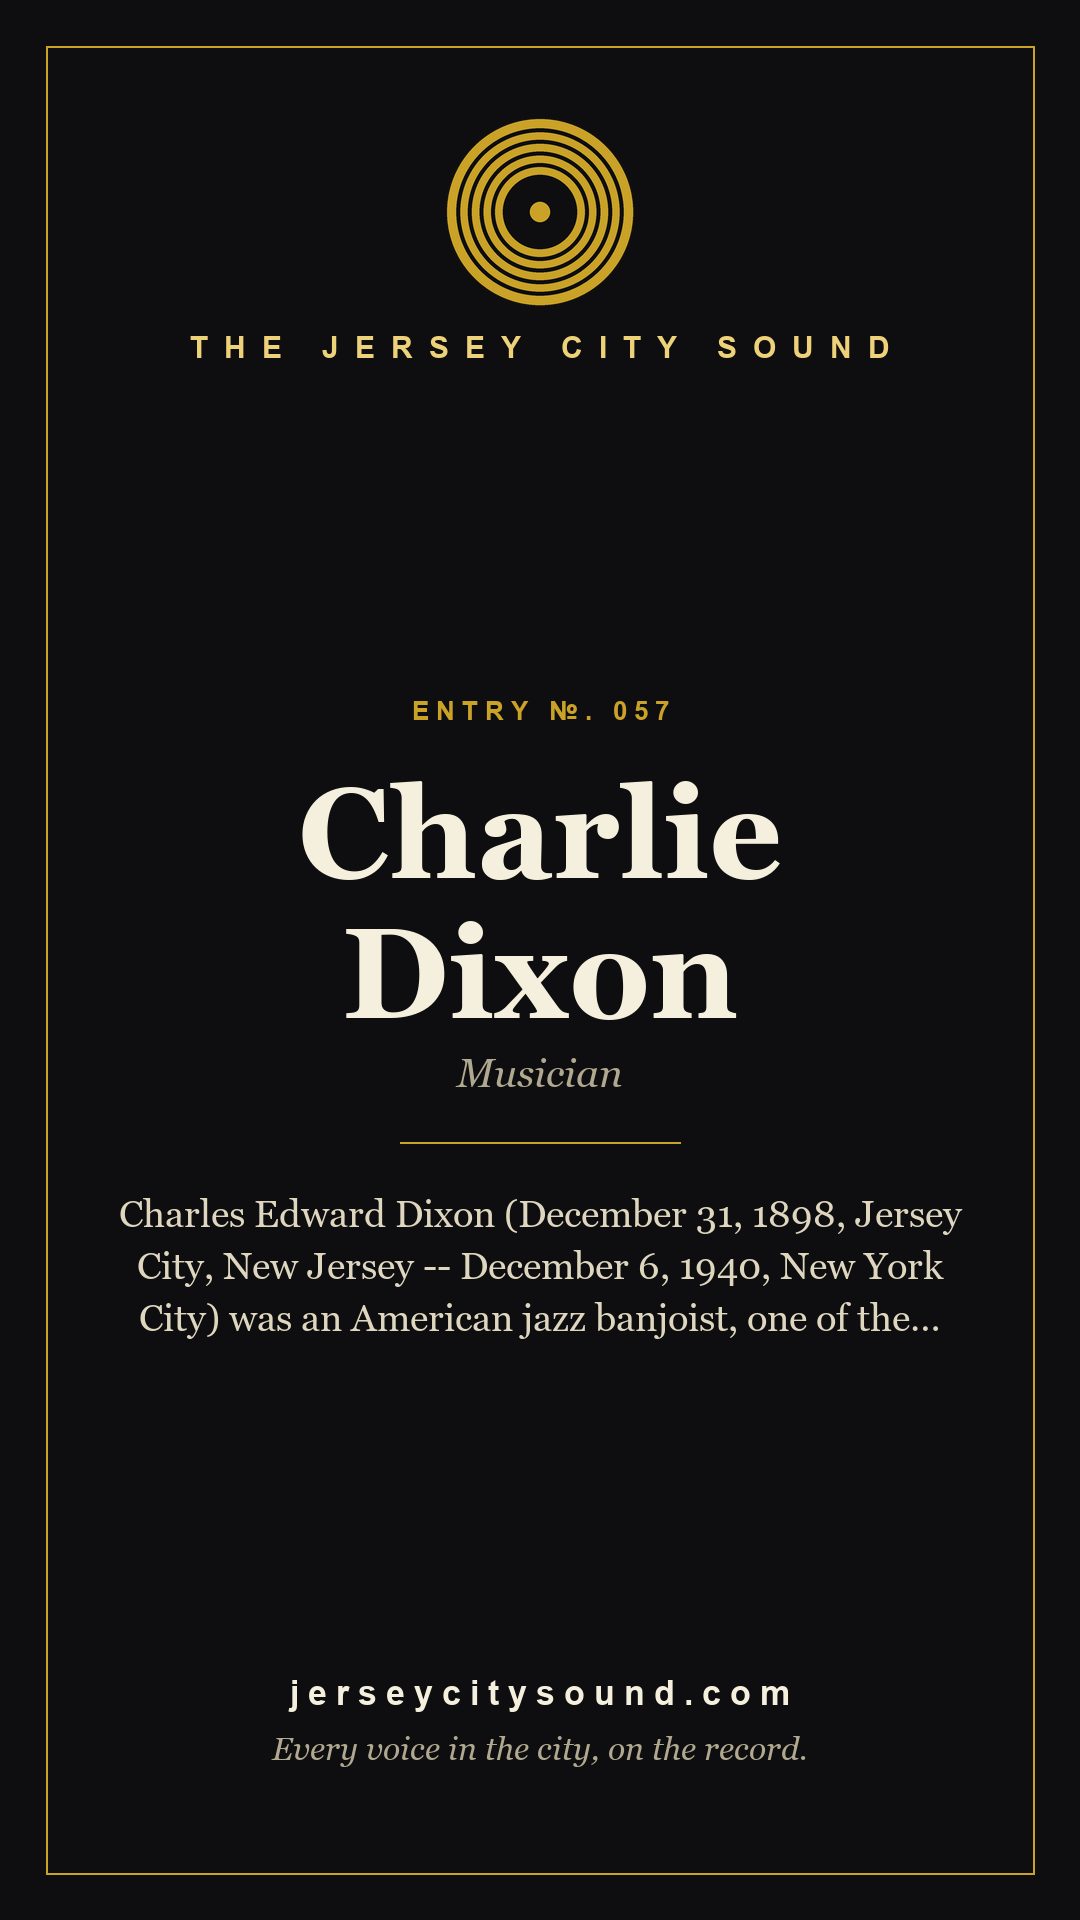 THE JERSEY CITY SOUND
ENTRY №. 057
Charlie
Dixon
Musician
Charles Edward Dixon (December 31, 1898, Jersey
City, New Jersey -- December 6, 1940, New York
City) was an American jazz banjoist, one of the...
jerseycitysound.com
Every voice in the city, on the record.